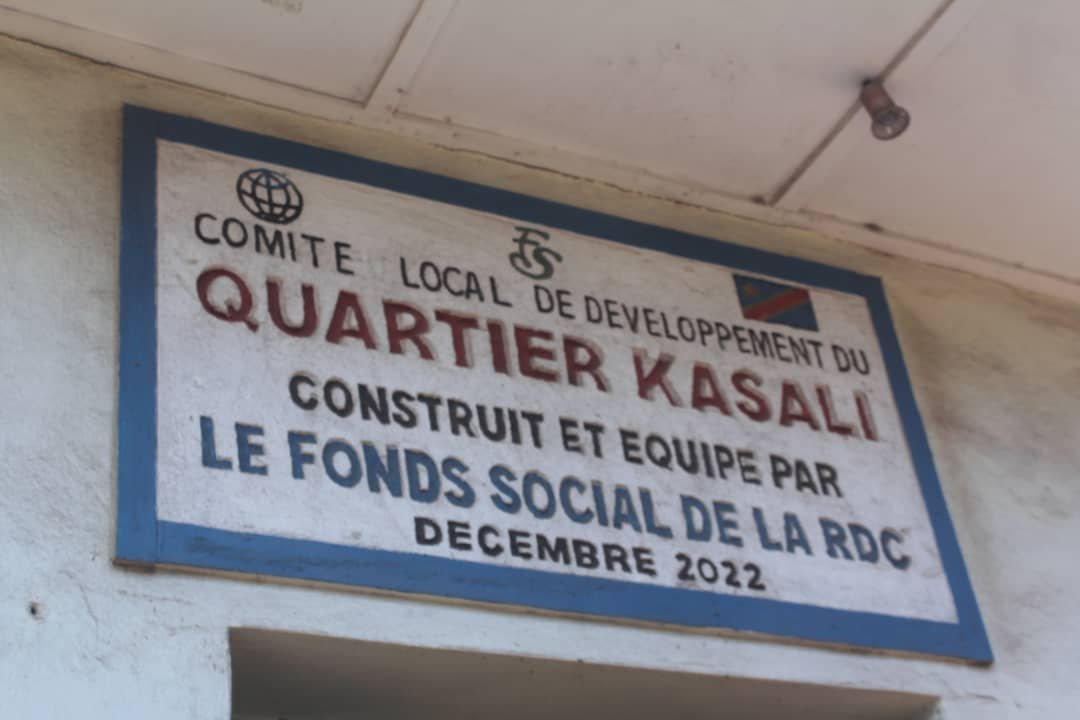 FS
COMITE LOCAL DE DEVELOPPEMENT DU
QUARTIER KASALI
CONSTRUIT ET EQUIPE PAR
LE FONDS SOCIAL DE LA RDC
DECEMBRE 2022